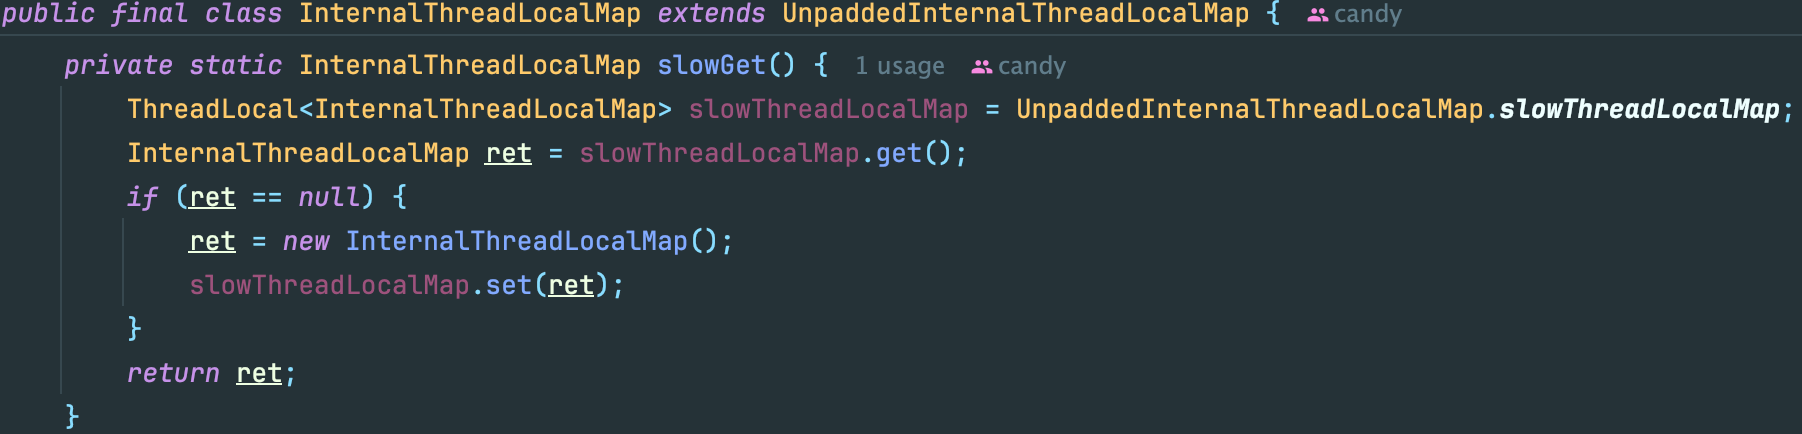 public final class InternalThreadLocalMap extends UnpaddedInternalThreadLocalMap { candy
private static InternalThreadLocalMap slowGet() { 1 usage candy
ThreadLocal<InternalThreadLocalMap> slowThreadLocalMap = UnpaddedInternalThreadLocalMap.slowThreadLocalMap;
InternalThreadLocalMap ret = slowThreadLocalMap.get();
if (ret == null) {
ret = new InternalThreadLocalMap();
slowThreadLocalMap.set(ret);
}
return ret;
}